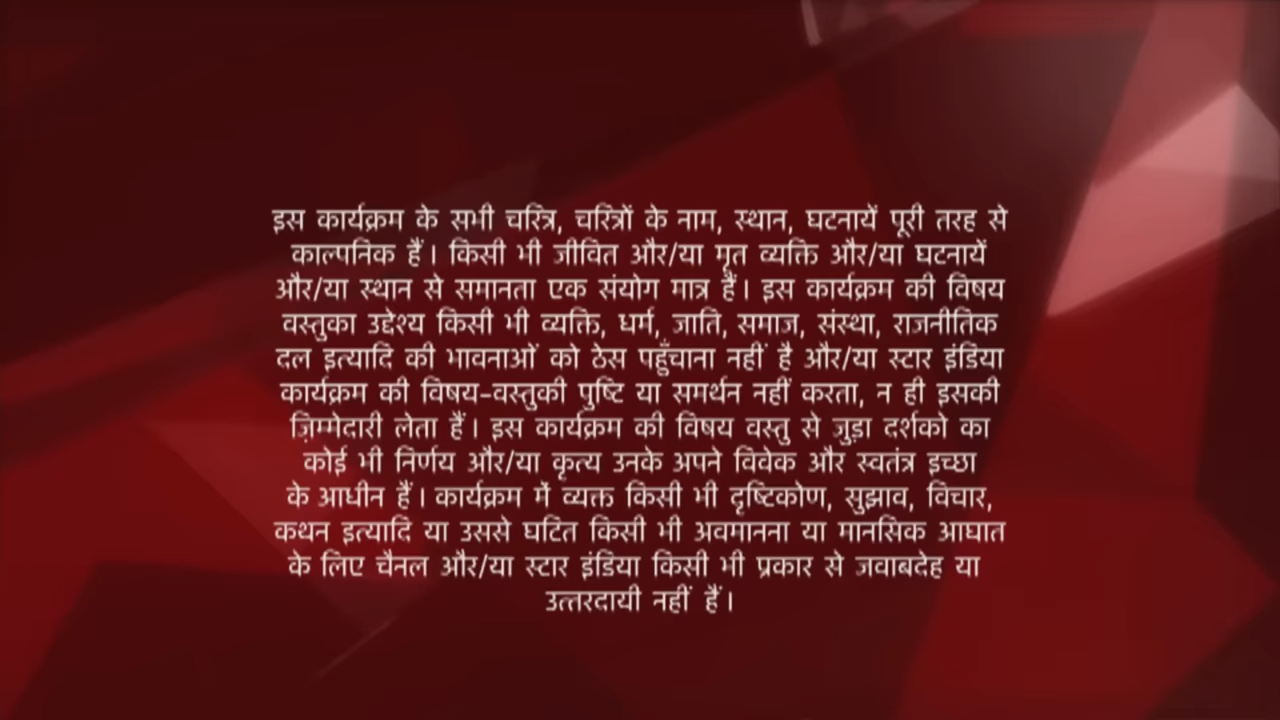 इस कार्यक्रम के सभी चरित्र, चरित्रों के नाम, स्थान, घटनायें पूरी तरह से
काल्पनिक हैं। किसी भी जीवित और/या मृत व्यक्ति और/या घटनायें
और/या स्थान से समानता एक संयोग मात्र हैं। इस कार्यक्रम की विषय
वस्तुका उद्देश्य किसी भी व्यक्ति, धर्म, जाति, समाज, संस्था, राजनीतिक
दल इत्यादि की भावनाओं को ठेस पहुँचाना नहीं है और/या स्टार इंडिया
कार्यक्रम की विषय-वस्तुकी पुष्टि या समर्थन नहीं करता, न ही इसकी
ज़िम्मेदारी लेता हैं। इस कार्यक्रम की विषय वस्तु से जुड़ा दर्शको का
कोई भी निर्णय और/या कृत्य उनके अपने विवेक और स्वतंत्र इच्छा
के आधीन हैं। कार्यक्रम में व्यक्त किसी भी दृष्टिकोण, सुझाव, विचार,
कथन इत्यादि या उससे घटित किसी भी अवमानना या मानसिक आघात
के लिए चैनल और/या स्टार इंडिया किसी भी प्रकार से जवाबदेह या
उत्तरदायी नहीं हैं।